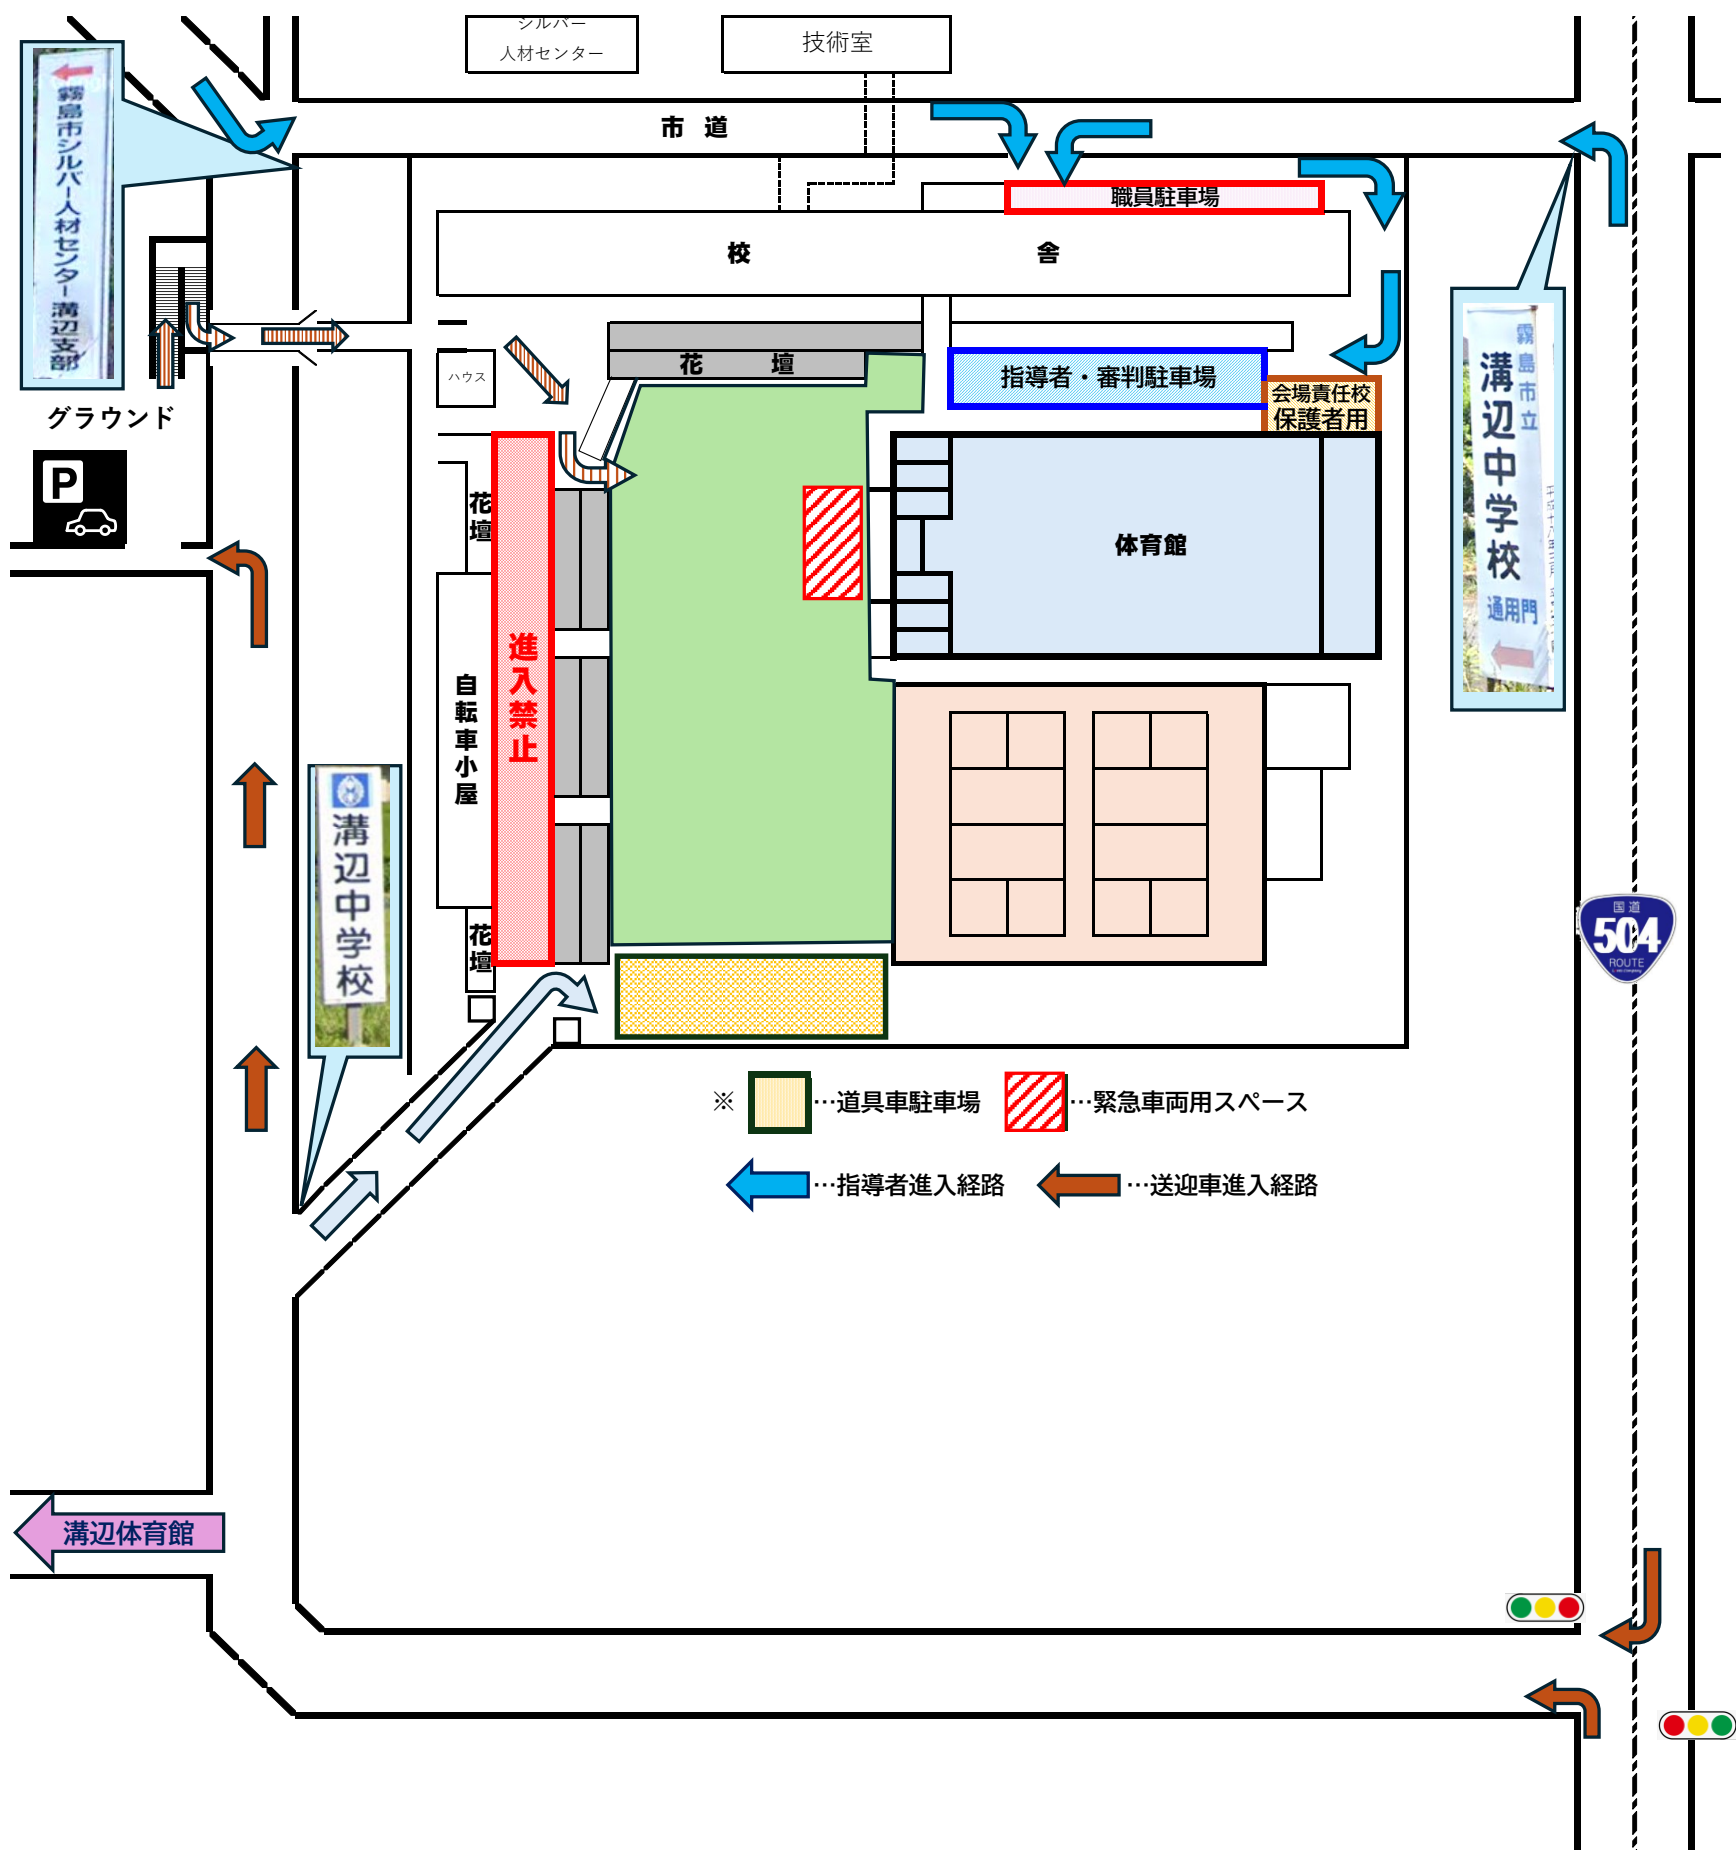 シルバー
人材センター
技術室
市 道
霧島市シルバー人材センター溝辺支部
職員駐車場
校 舎
花 壇
ハウス
指導者・審判駐車場
会場責任校
保護者用
グラウンド
P
霧島市立
溝辺中学校
通用門
花壇
進入禁止
体育館
自転車小屋
溝辺中学校
花壇
国道
504
ROUTE
※ …道具車駐車場 …緊急車両用スペース
…指導者進入経路 …送迎車進入経路
溝辺体育館